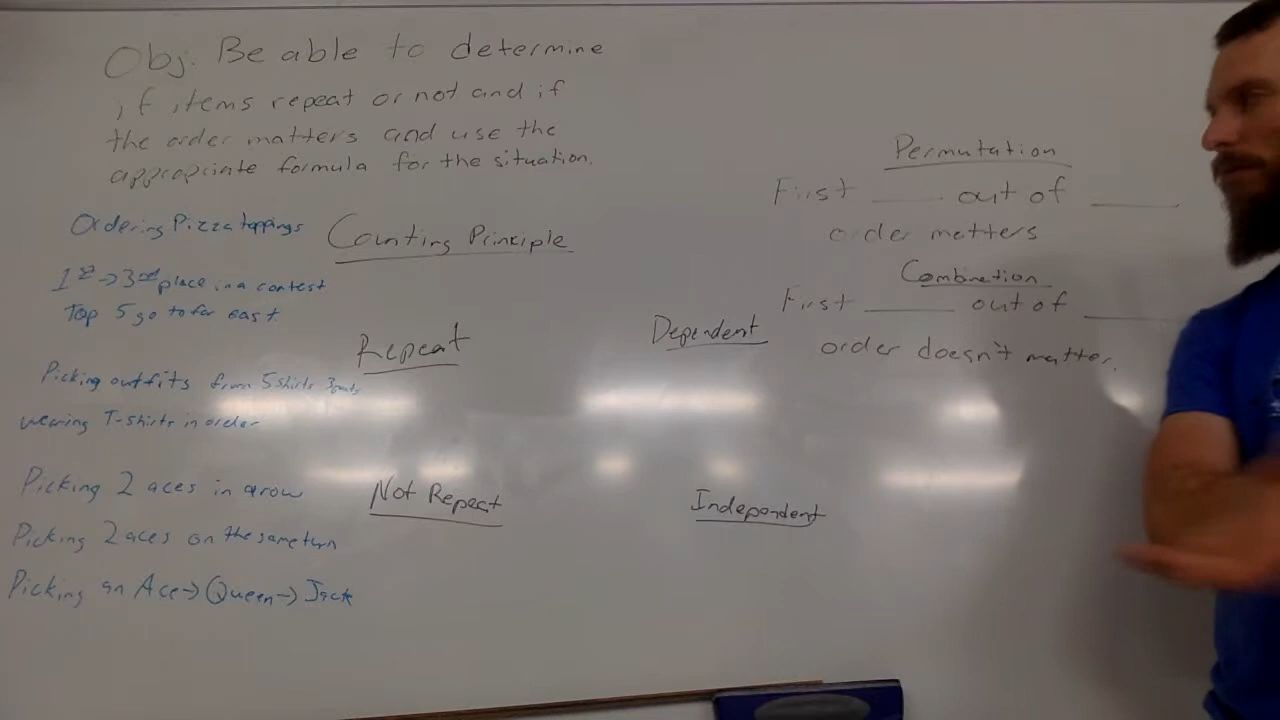 Obj. Be able to determine
if items repeat or not and if
the order matters and use the
appropriate formula for the situation.
Ordering Pizza toppings
Counting Principle
1st → 3rd place in a contest
Top 5 go to far east
Repeat
Picking outfits from 5 shirts 3 pants
wearing T-shirts in order
Picking 2 aces in a row
Not Repeat
Picking 2 aces on the same turn
Picking an Ace → Queen → Jack
Dependent
Independent
Permutation
First ____ out of ____
order matters
Combination
First ____ out of ____
order doesn't matter.